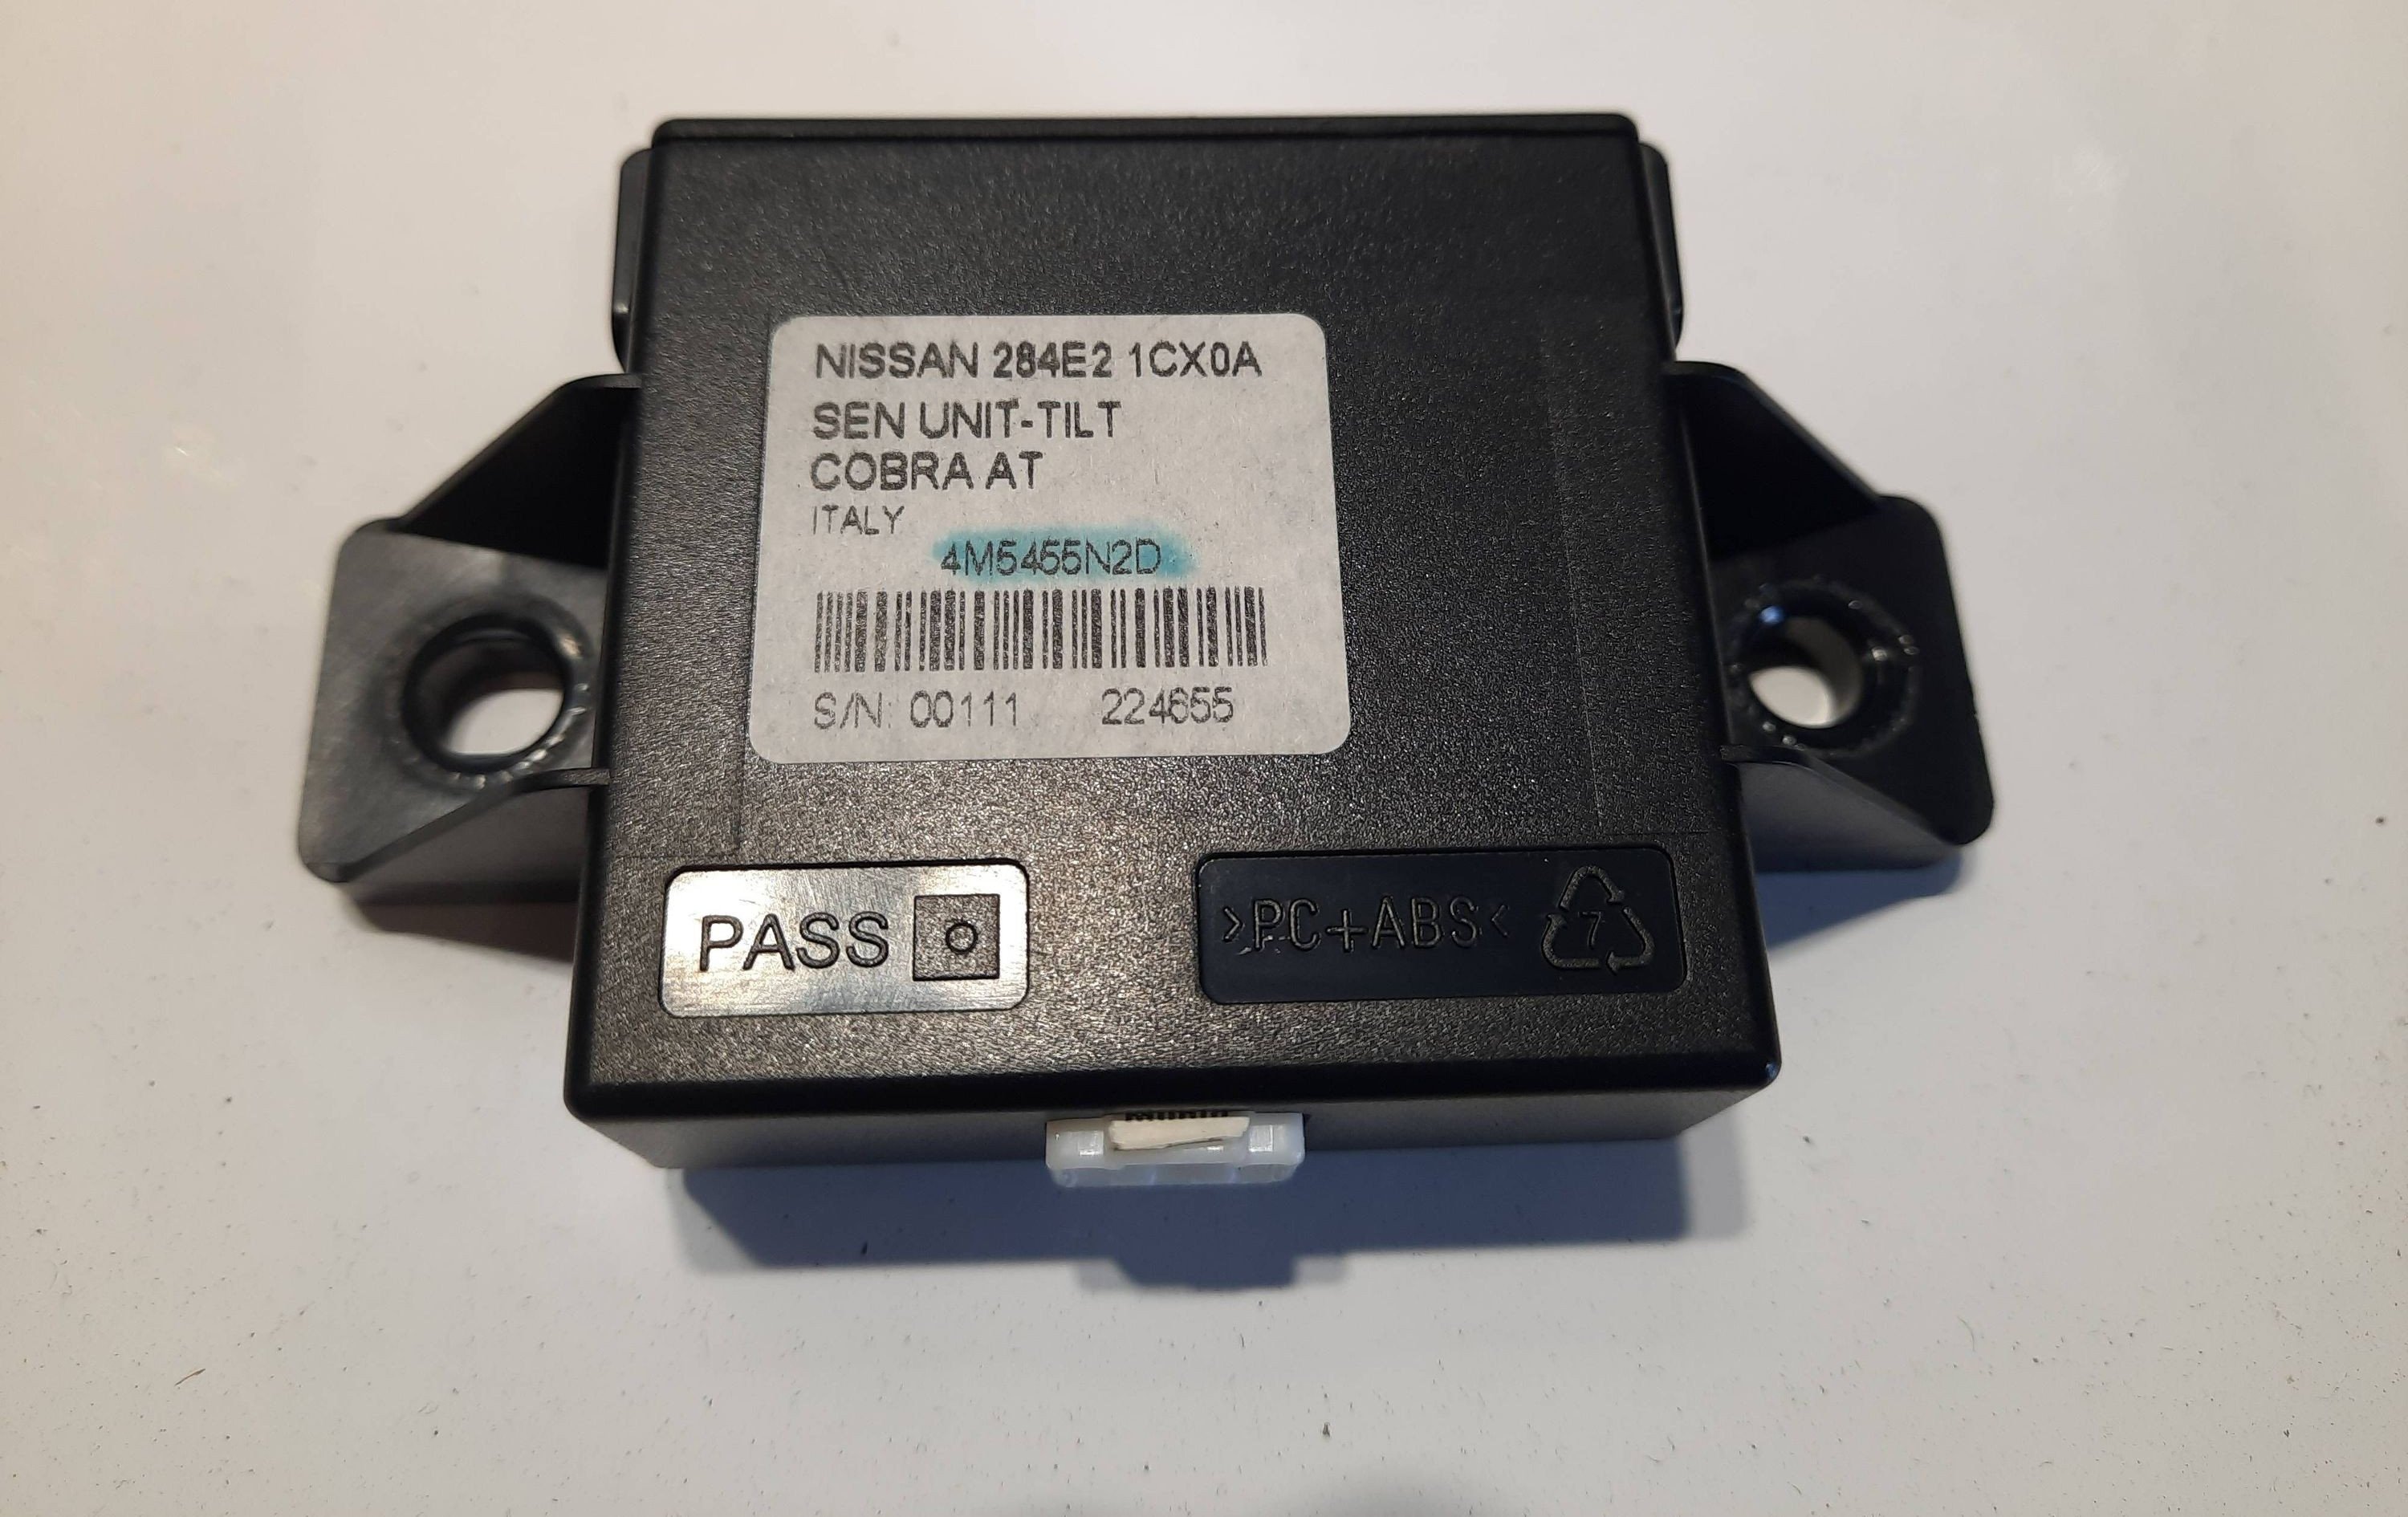 NISSAN 284E2 1CX0A
SEN UNIT-TILT
COBRA AT
ITALY
4M5455N2D
S/N: 00111 224655
PASS
>PC+ABS< 7